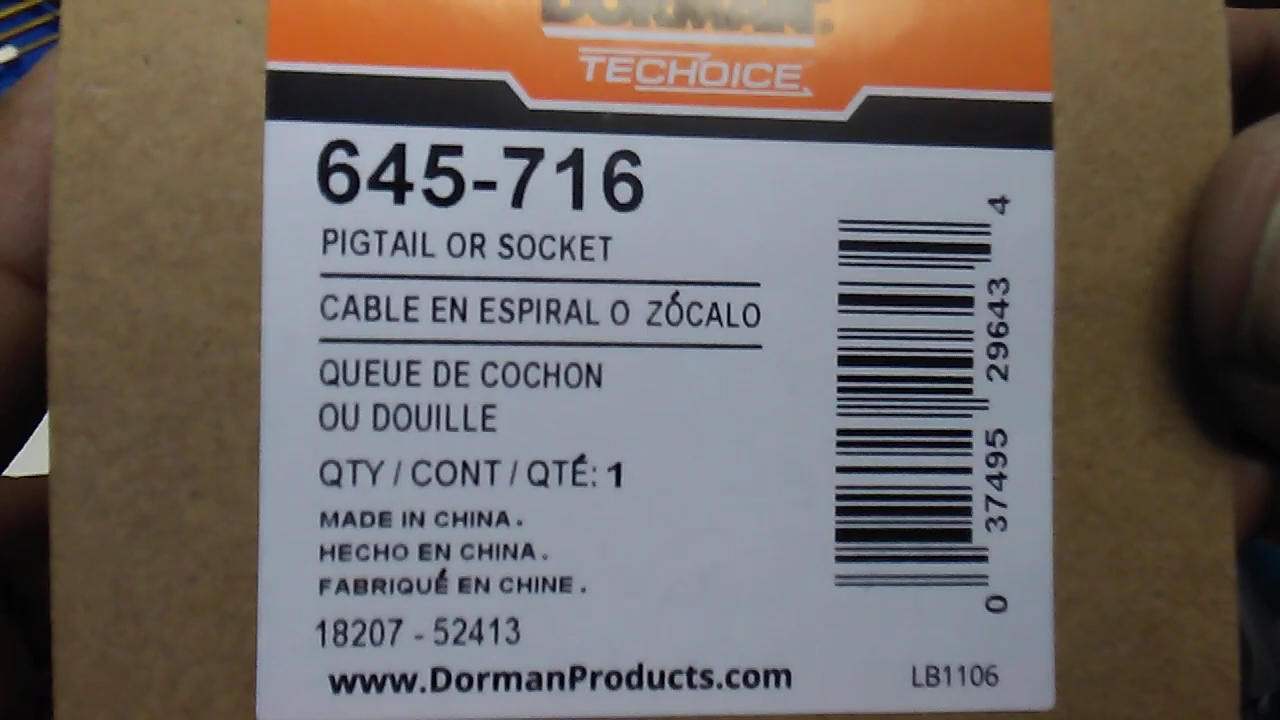 DORMAN®
TECHOICE
645-716
PIGTAIL OR SOCKET
CABLE EN ESPIRAL O ZÓCALO
QUEUE DE COCHON
OU DOUILLE
QTY / CONT / QTÉ: 1
MADE IN CHINA.
HECHO EN CHINA.
FABRIQUÉ EN CHINE.
18207 - 52413
www.DormanProducts.com
LB1106
0 37495 29643 4